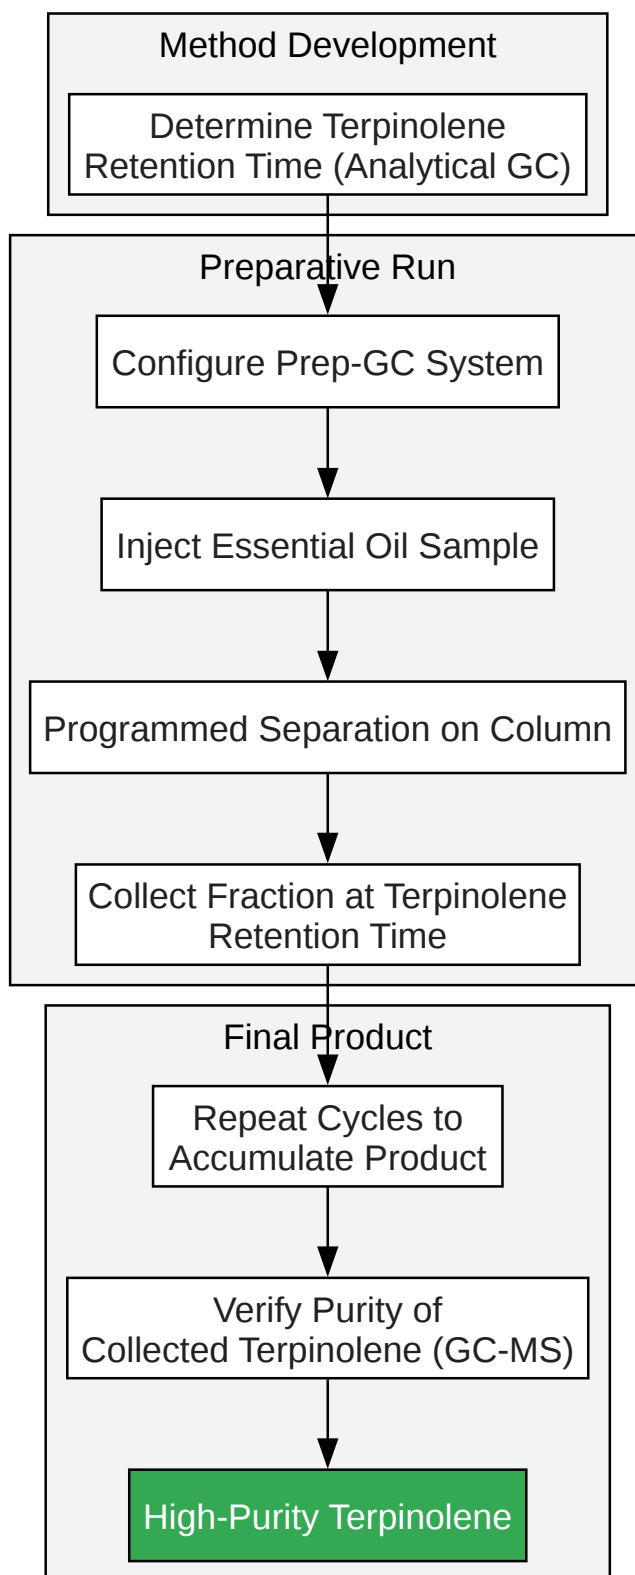 Method Development
Determine Terpinolene
Retention Time (Analytical GC)
Preparative Run
Configure Prep-GC System
Inject Essential Oil Sample
Programmed Separation on Column
Collect Fraction at Terpinolene
Retention Time
Final Product
Repeat Cycles to
Accumulate Product
Verify Purity of
Collected Terpinolene (GC-MS)
High-Purity Terpinolene